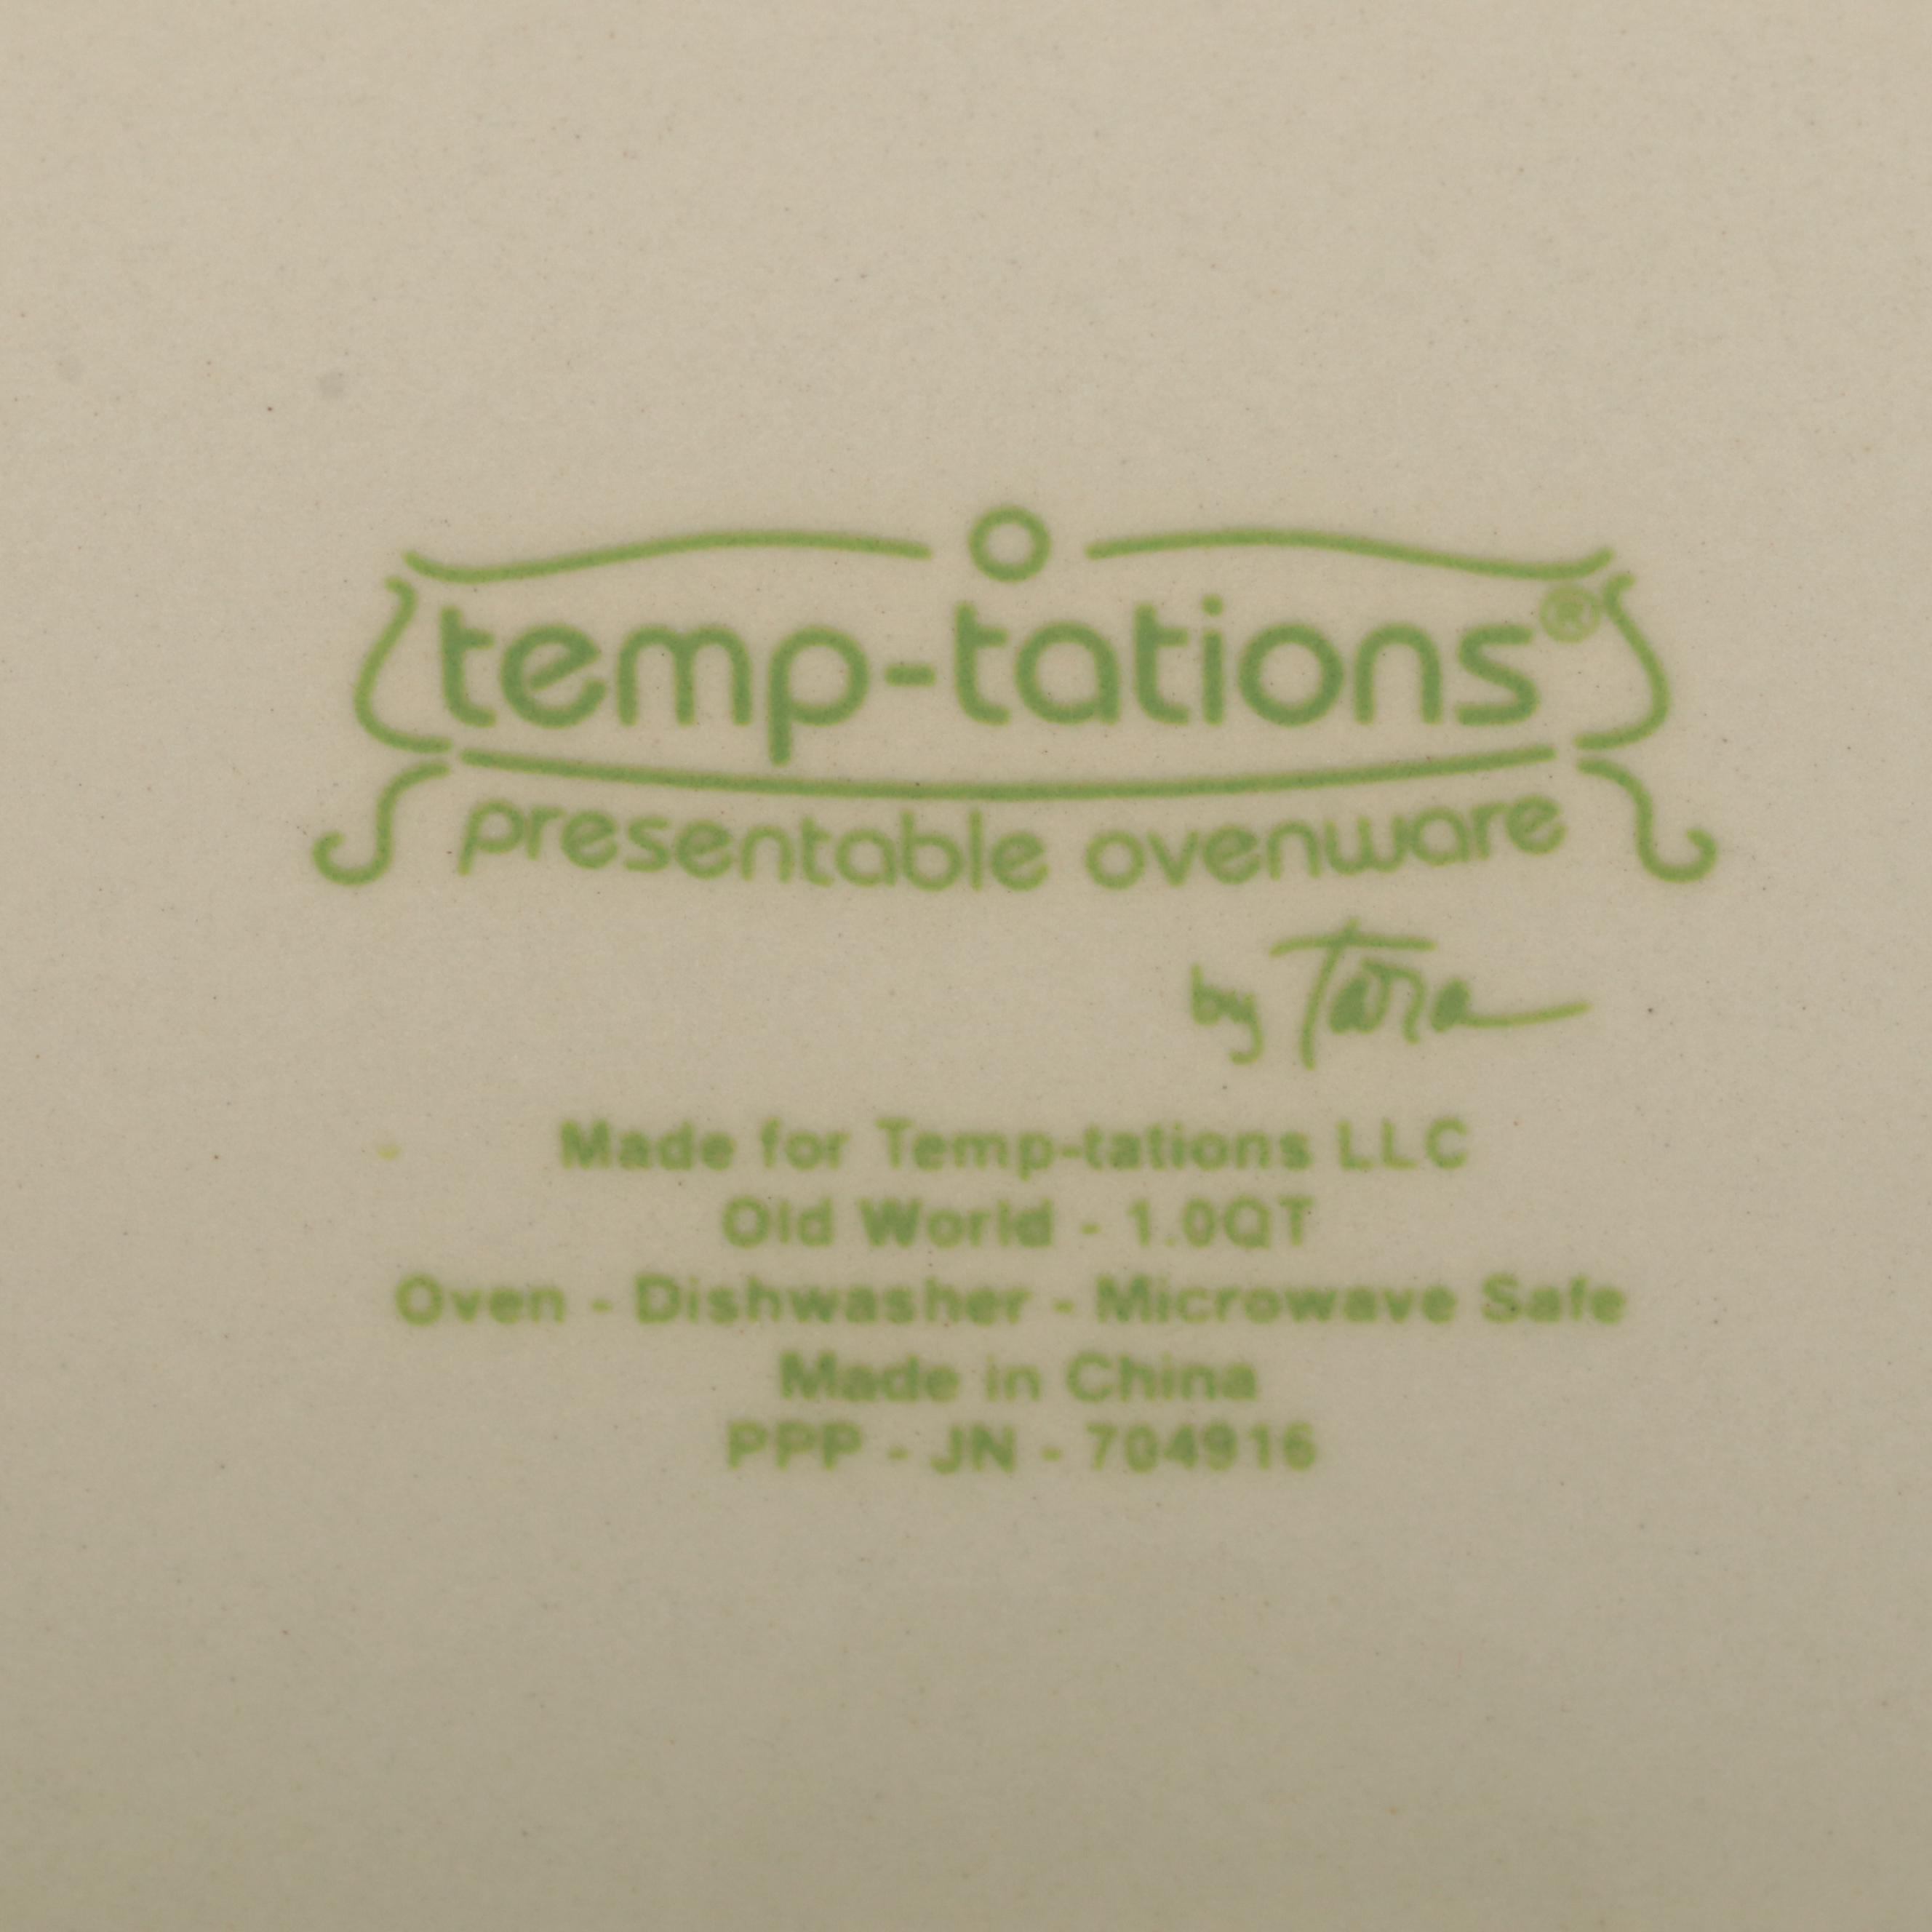 temp-tations®
presentable ovenware
by Tara
Made for Temp-tations LLC
Old World - 1.0QT
Oven - Dishwasher - Microwave Safe
Made in China
PPP - JN - 704916